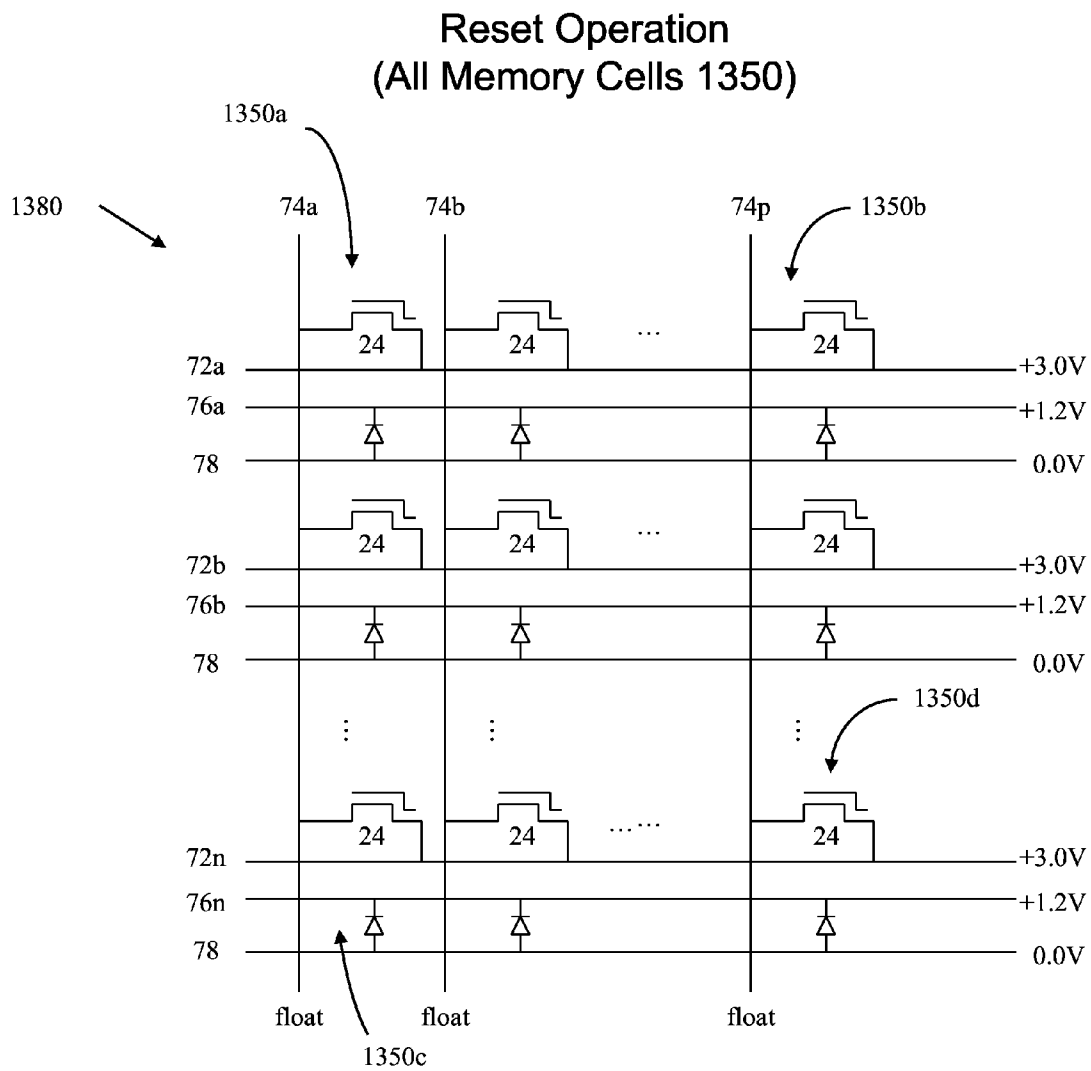 Reset Operation
(All Memory Cells 1350)
1350a
1380
74a 74b 74p 1350b
24 24 … 24
72a +3.0V
76a +1.2V
78 0.0V
24 24 … 24
72b +3.0V
76b +1.2V
78 0.0V
1350d
⋮ ⋮ ⋮
24 24 …… 24
72n +3.0V
76n +1.2V
78 0.0V
float float float
1350c